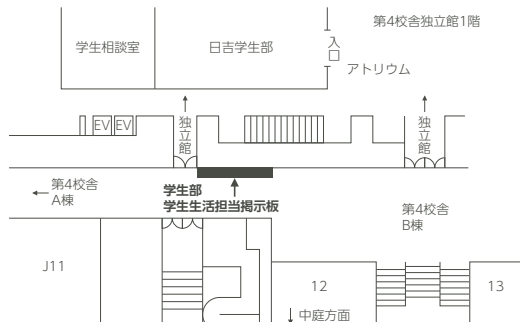 第4校舎独立館1階
学生相談室
日吉学生部
入口
アトリウム
EV
EV
独立館
独立館
第4校舎
A棟
学生部
学生生活担当掲示板
第4校舎
B棟
J11
12
13
中庭方面